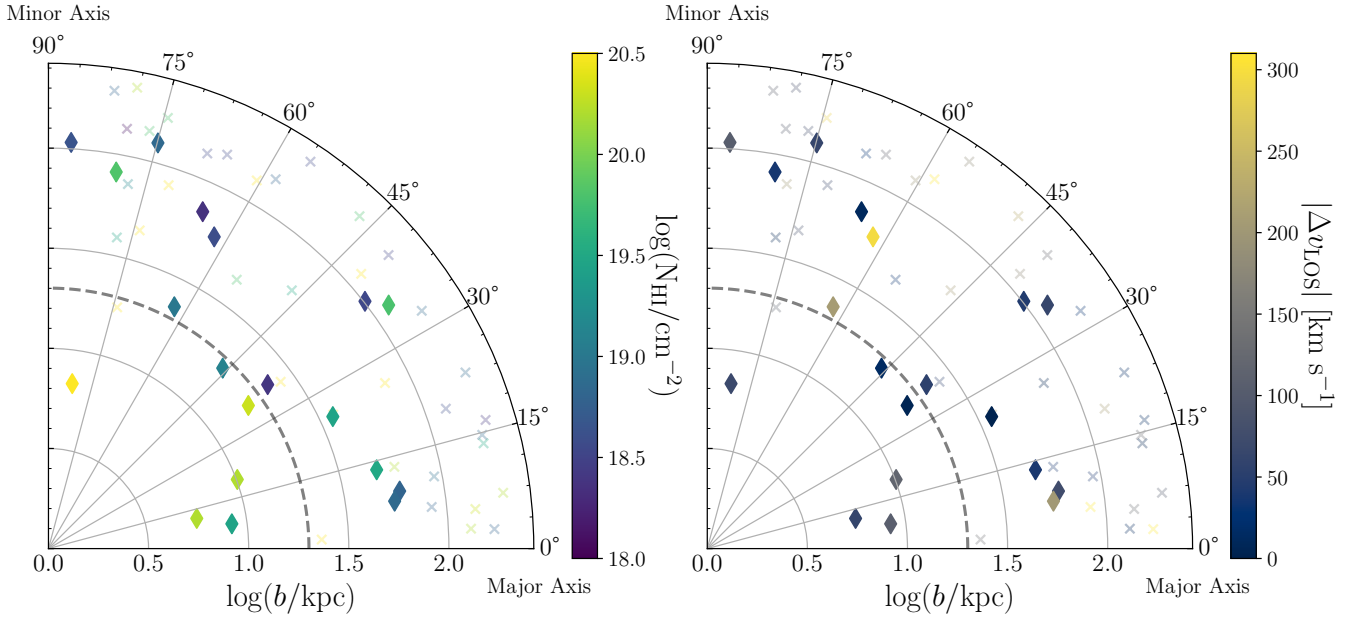 Minor Axis
90°
75°
60°
45°
30°
15°
0°
0.0 0.5 1.0 1.5 2.0
log(b/kpc)
Major Axis
20.5
20.0
19.5
19.0
18.5
18.0
log(N_HI/cm⁻²)
Minor Axis
90°
75°
60°
45°
30°
15°
0°
0.0 0.5 1.0 1.5 2.0
log(b/kpc)
Major Axis
300
250
200
150
100
50
0
|Δv_LOS| [km s⁻¹]